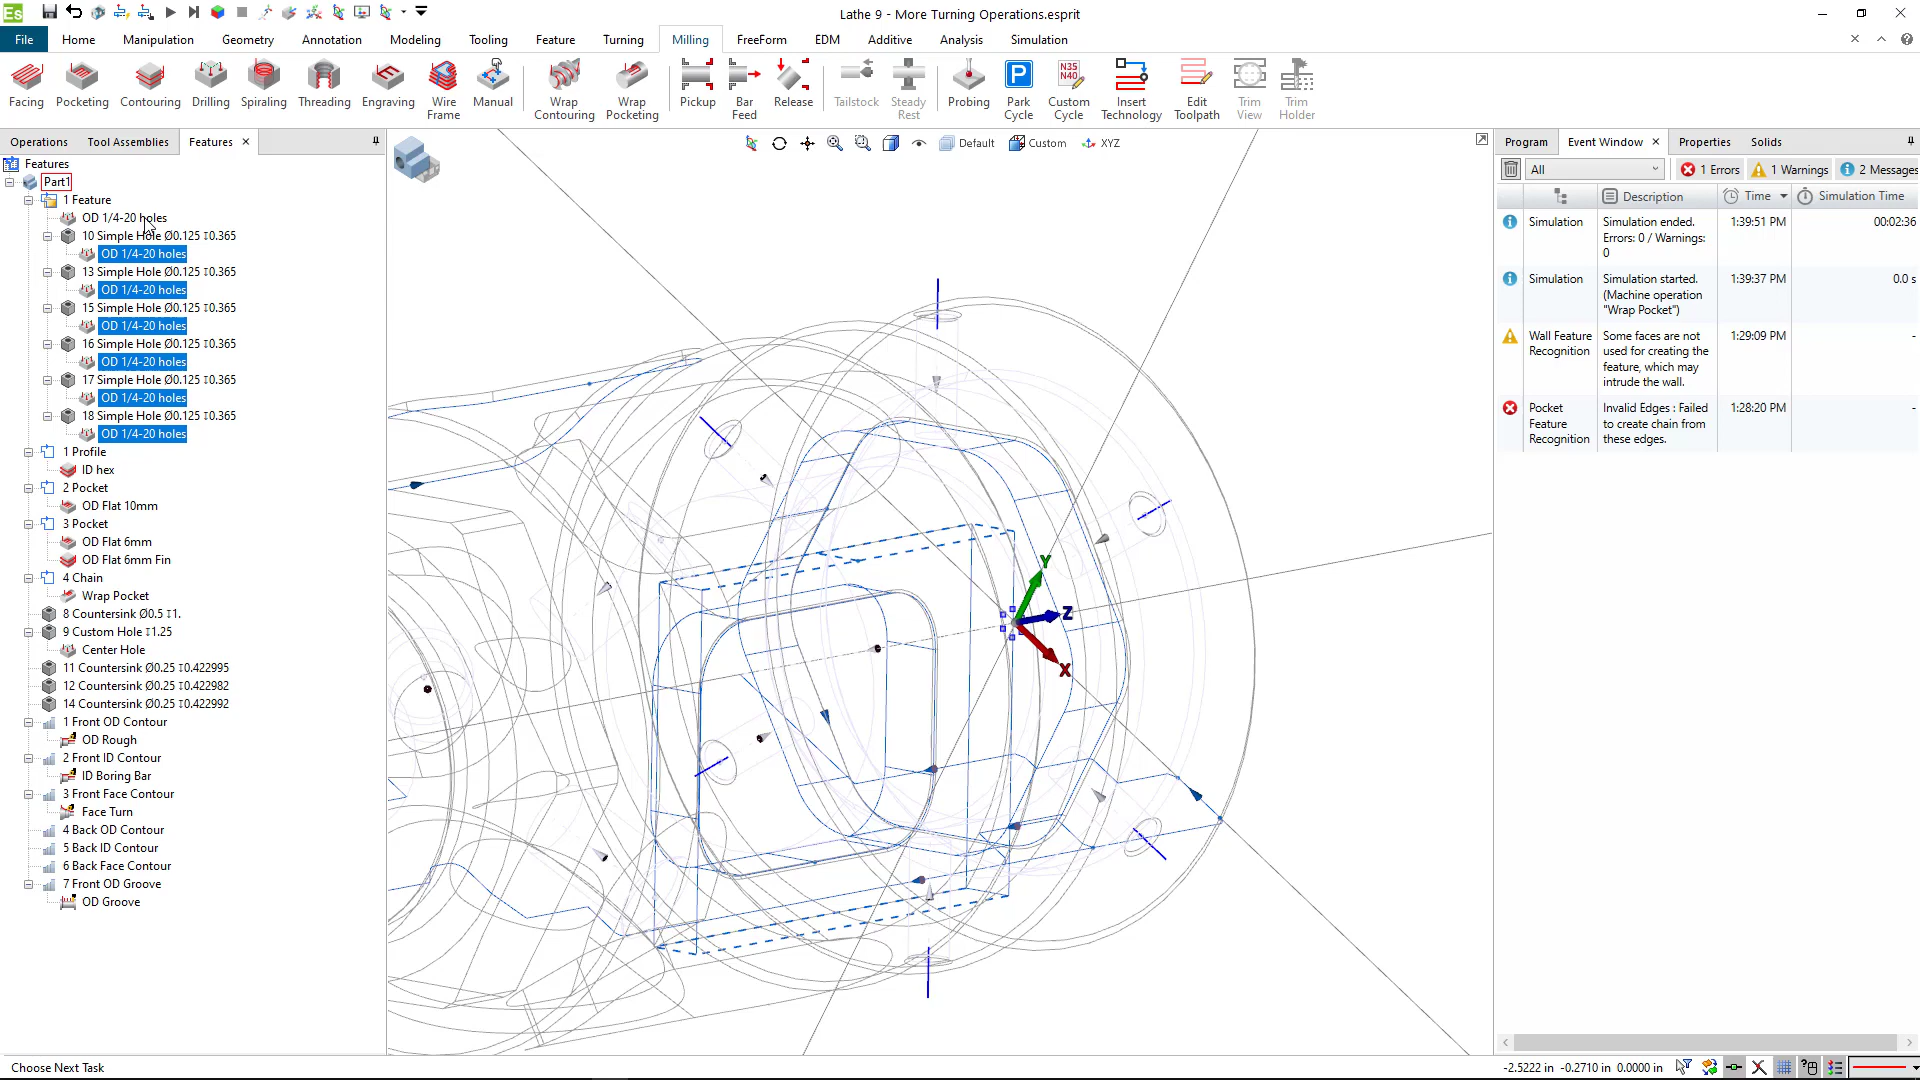 Es
Lathe 9 - More Turning Operations.esprit
File
Home
Manipulation
Geometry
Annotation
Modeling
Tooling
Feature
Turning
Milling
FreeForm
EDM
Additive
Analysis
Simulation
Facing
Pocketing
Contouring
Drilling
Spiraling
Threading
Engraving
Wire
Frame
Manual
Wrap
Contouring
Wrap
Pocketing
Pickup
Bar
Feed
Release
Tailstock
Steady
Rest
Probing
P
Park
Cycle
N35
N40
Custom
Cycle
Insert
Technology
Edit
Toolpath
Trim
View
Trim
Holder
Operations
Tool Assemblies
Features
Default
Custom
XYZ
Program
Event Window
Properties
Solids
Features
Part1
1 Feature
OD 1/4-20 holes
10 Simple Hole Ø0.125 ↧0.365
OD 1/4-20 holes
13 Simple Hole Ø0.125 ↧0.365
OD 1/4-20 holes
15 Simple Hole Ø0.125 ↧0.365
OD 1/4-20 holes
16 Simple Hole Ø0.125 ↧0.365
OD 1/4-20 holes
17 Simple Hole Ø0.125 ↧0.365
OD 1/4-20 holes
18 Simple Hole Ø0.125 ↧0.365
OD 1/4-20 holes
1 Profile
ID hex
2 Pocket
OD Flat 10mm
3 Pocket
OD Flat 6mm
OD Flat 6mm Fin
4 Chain
Wrap Pocket
8 Countersink Ø0.5 ↧1.
9 Custom Hole ↧1.25
Center Hole
11 Countersink Ø0.25 ↧0.422995
12 Countersink Ø0.25 ↧0.422982
14 Countersink Ø0.25 ↧0.422992
1 Front OD Contour
OD Rough
2 Front ID Contour
ID Boring Bar
3 Front Face Contour
Face Turn
4 Back OD Contour
5 Back ID Contour
6 Back Face Contour
7 Front OD Groove
OD Groove
Y
Z
X
All
1 Errors
1 Warnings
2 Messages
Description
Time
Simulation Time
Simulation
Simulation ended.
Errors: 0 / Warnings:
0
1:39:51 PM
00:02:36
Simulation
Simulation started.
(Machine operation
"Wrap Pocket")
1:39:37 PM
0.0 s
Wall Feature
Recognition
Some faces are not
used for creating the
feature, which may
intrude the wall.
1:29:09 PM
-
Pocket
Feature
Recognition
Invalid Edges : Failed
to create chain from
these edges.
1:28:20 PM
-
Choose Next Task
-2.5222 in -0.2710 in 0.0000 in